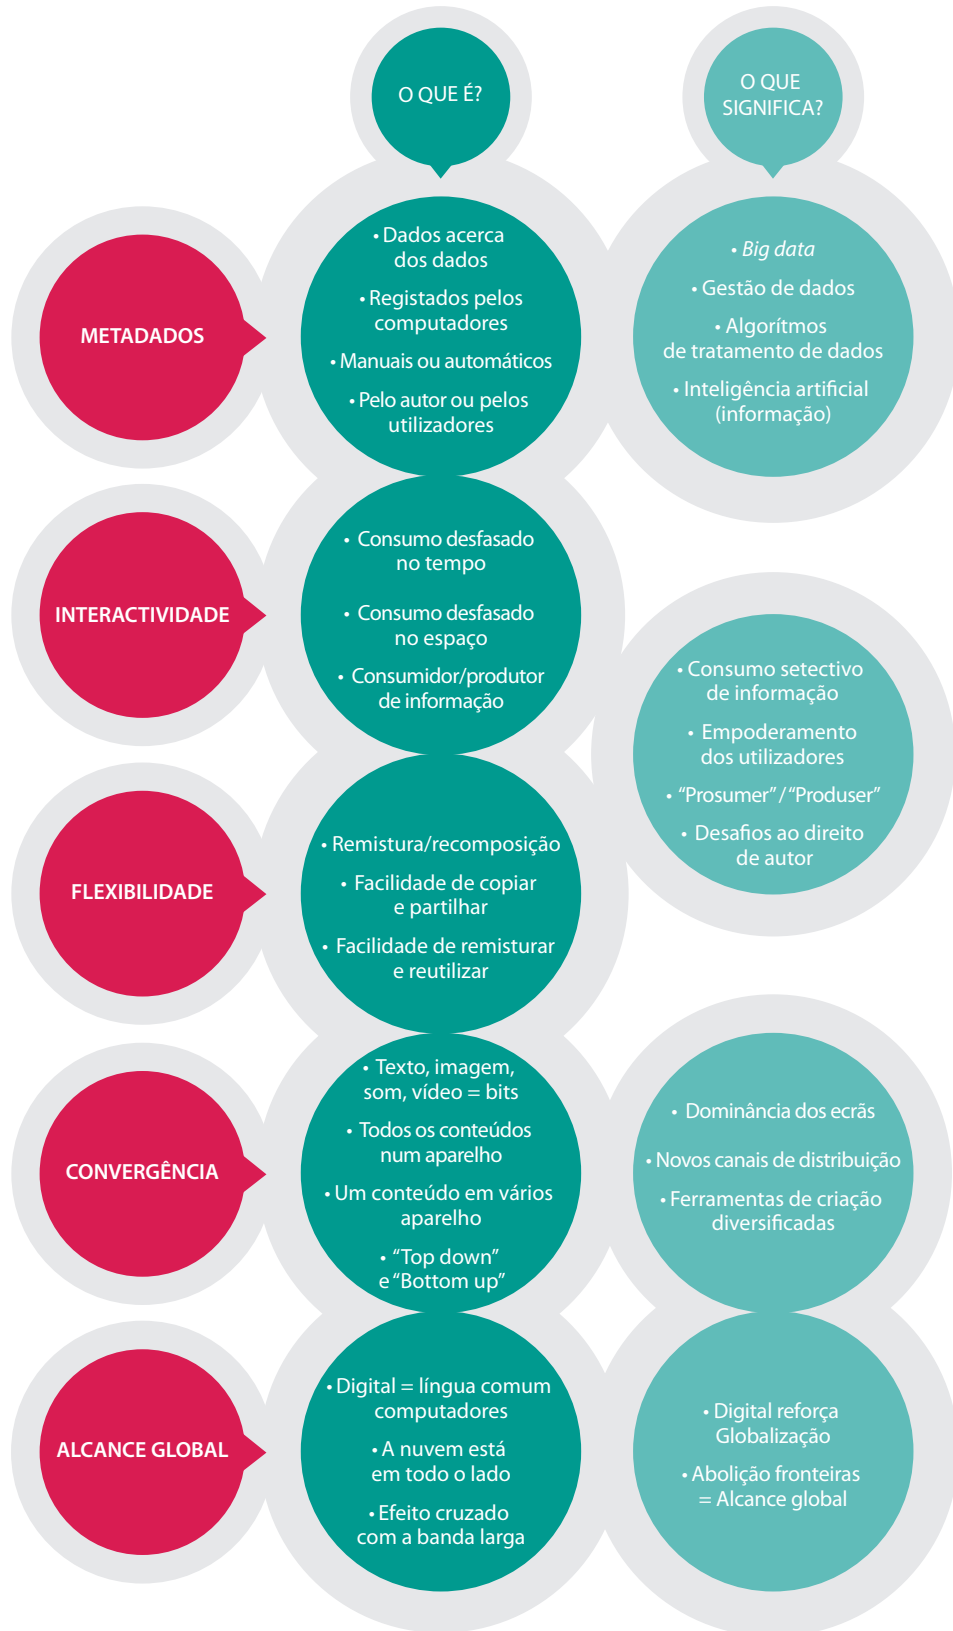 O QUE É?
O QUE
SIGNIFICA?
METADADOS
• Dados acerca
dos dados
• Registados pelos
computadores
• Manuais ou automáticos
• Pelo autor ou pelos
utilizadores
• Big data
• Gestão de dados
• Algorítmos
de tratamento de dados
• Inteligência artificial
(informação)
INTERACTIVIDADE
• Consumo desfasado
no tempo
• Consumo desfasado
no espaço
• Consumidor/produtor
de informação
• Consumo setectivo
de informação
• Empoderamento
dos utilizadores
• “Prosumer” / “Produser”
• Desafios ao direito
de autor
FLEXIBILIDADE
• Remistura/recomposição
• Facilidade de copiar
e partilhar
• Facilidade de remisturar
e reutilizar
CONVERGÊNCIA
• Texto, imagem,
som, vídeo = bits
• Todos os conteúdos
num aparelho
• Um conteúdo em vários
aparelho
• “Top down”
e “Bottom up”
• Dominância dos ecrãs
• Novos canais de distribuição
• Ferramentas de criação
diversificadas
ALCANCE GLOBAL
• Digital = língua comum
computadores
• A nuvem está
em todo o lado
• Efeito cruzado
com a banda larga
• Digital reforça
Globalização
• Abolição fronteiras
= Alcance global